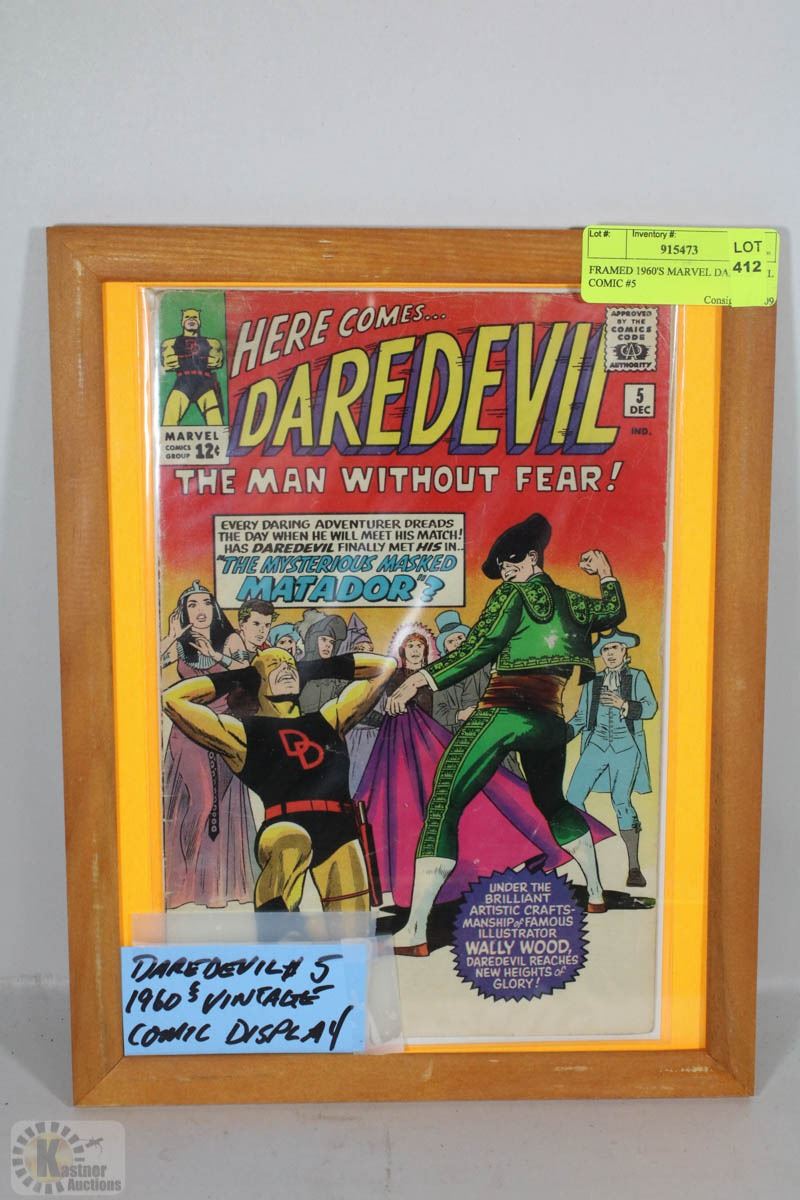 Lot #: Inventory #:
915473
LOT
412
FRAMED 1960'S MARVEL
COMIC #5
HERE COMES...
DAREDEVIL
APPROVED
BY THE
COMICS
CODE
CA
AUTHORITY
5
DEC
IND.
MARVEL
COMICS
GROUP 12¢
THE MAN WITHOUT FEAR!
EVERY DARING ADVENTURER DREADS
THE DAY WHEN HE WILL MEET HIS MATCH!
HAS DAREDEVIL FINALLY MET HIS IN..
"THE MYSTERIOUS MASKED
MATADOR"?
DD
UNDER THE
BRILLIANT
ARTISTIC CRAFTS-
MANSHIP of FAMOUS
ILLUSTRATOR
WALLY WOOD,
DAREDEVIL REACHES
NEW HEIGHTS of
GLORY!
DAREDEVIL # 5
1960'S VINTAGE
COMIC DISPLAY
Kastner
Auctions